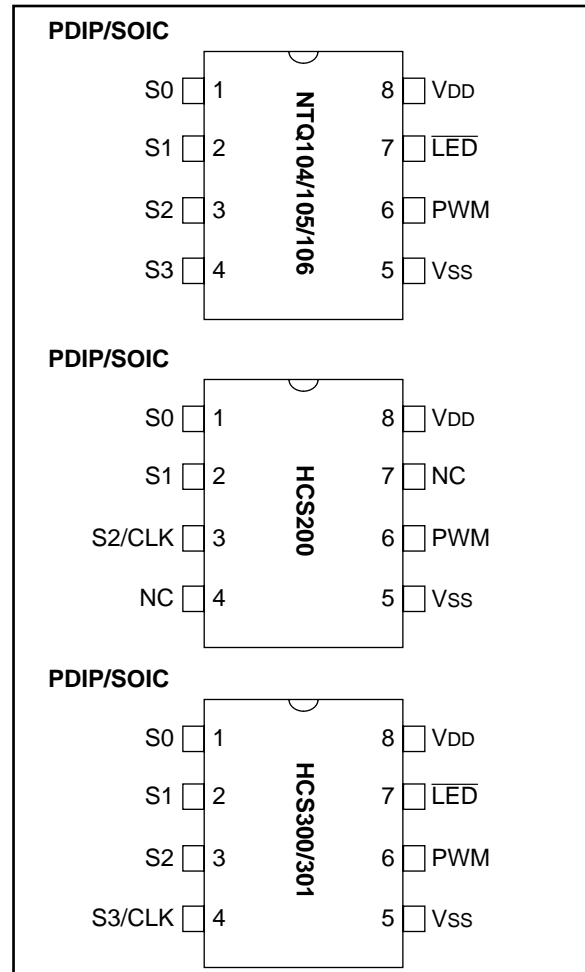 PDIP/SOIC
S0 1 8 VDD
S1 2 7 LED
S2 3 6 PWM
S3 4 5 VSS
NTQ104/105/106
PDIP/SOIC
S0 1 8 VDD
S1 2 7 NC
S2/CLK 3 6 PWM
NC 4 5 VSS
HCS200
PDIP/SOIC
S0 1 8 VDD
S1 2 7 LED
S2 3 6 PWM
S3/CLK 4 5 VSS
HCS300/301